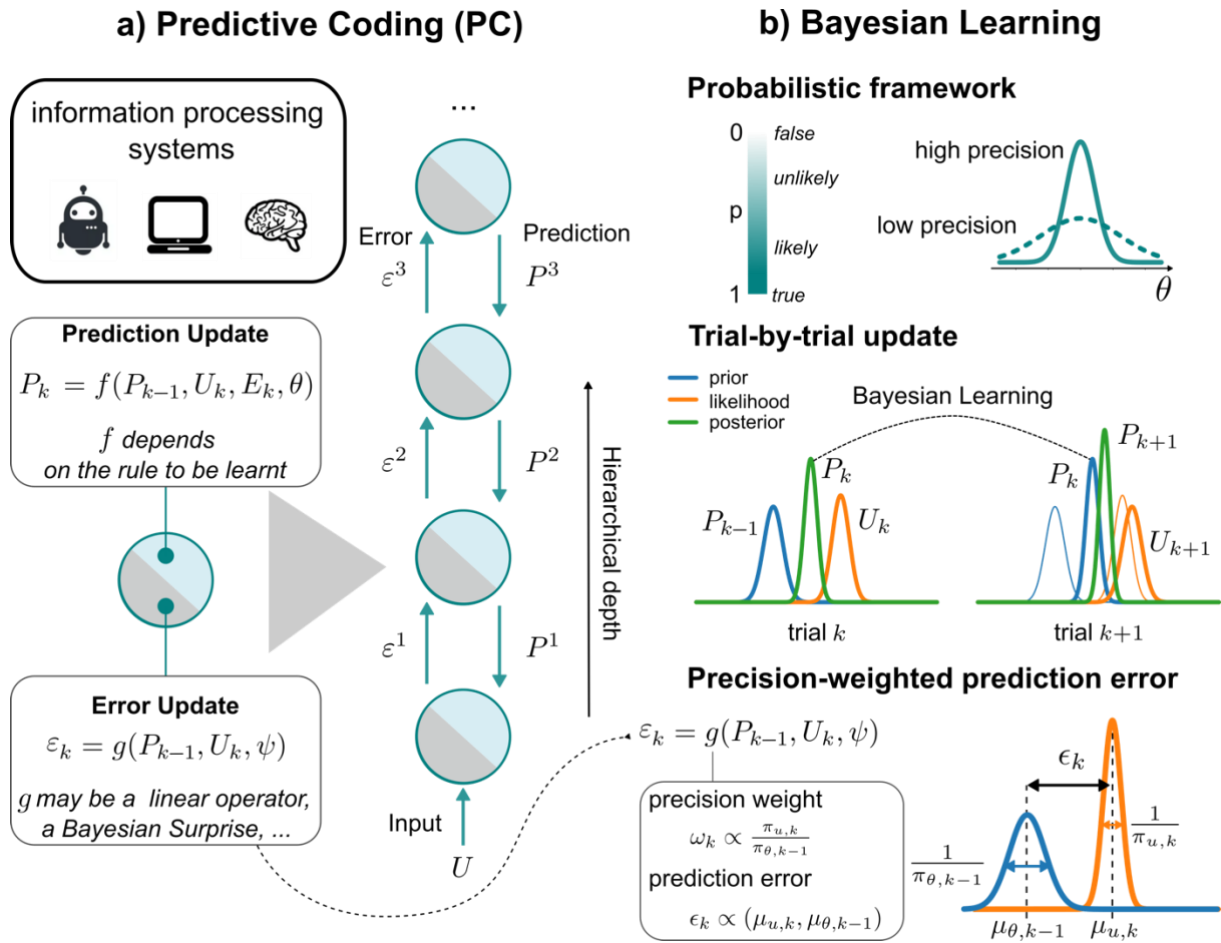 a) Predictive Coding (PC)
information processing
systems
...
Error
Prediction
ε³
P³
ε²
P²
ε¹
P¹
Hierarchical depth
Input
U
Prediction Update
P_k = f(P_{k-1}, U_k, E_k, θ)
f depends
on the rule to be learnt
Error Update
ε_k = g(P_{k-1}, U_k, ψ)
g may be a linear operator,
a Bayesian Surprise, ...
b) Bayesian Learning
Probabilistic framework
0
false
unlikely
p
likely
1
true
high precision
low precision
θ
Trial-by-trial update
prior
likelihood
posterior
Bayesian Learning
P_{k-1}
P_k
U_k
trial k
P_k
P_{k+1}
U_{k+1}
trial k+1
Precision-weighted prediction error
ε_k = g(P_{k-1}, U_k, ψ)
precision weight
ω_k ∝ π_{u,k} / π_{θ,k-1}
prediction error
ϵ_k ∝ (μ_{u,k}, μ_{θ,k-1})
ϵ_k
1 / π_{θ,k-1}
1 / π_{u,k}
μ_{θ,k-1}
μ_{u,k}